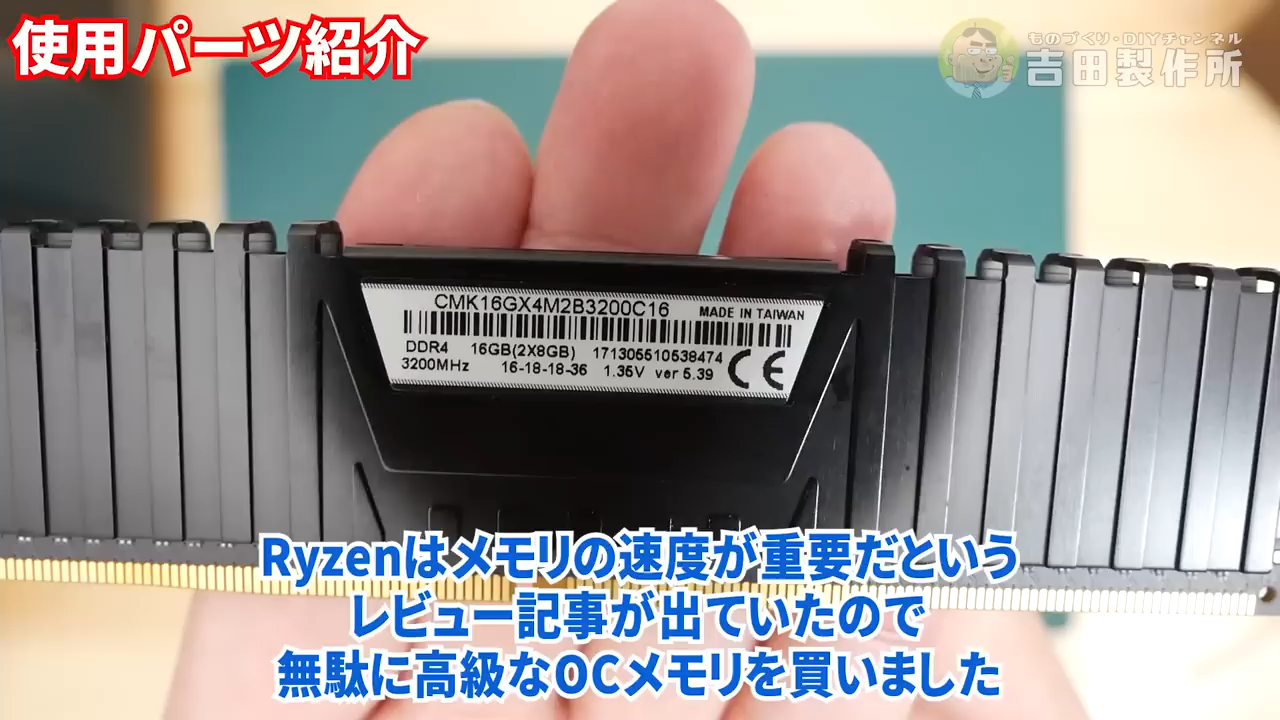 使用パーツ紹介
ものづくり・DIYチャンネル
吉田製作所
CMK16GX4M2B3200C16
MADE IN TAIWAN
DDR4 16GB(2X8GB) 171305510538474
3200MHz 16-18-18-36 1.35V ver 5.39
CE
Ryzenはメモリの速度が重要だという
レビュー記事が出ていたので
無駄に高級なOCメモリを買いました